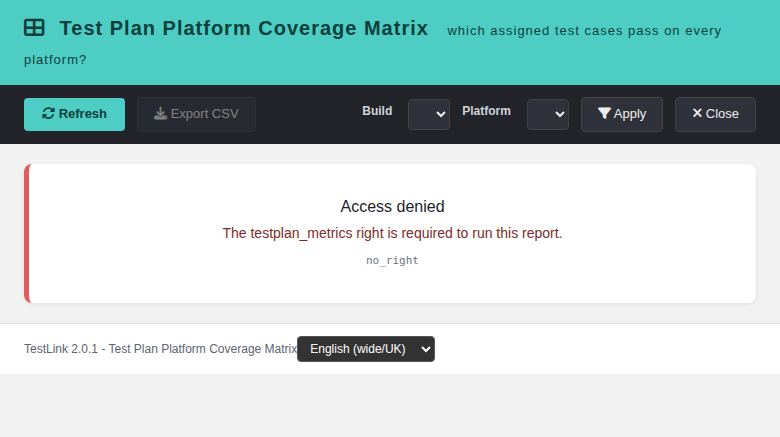 Test Plan Platform Coverage Matrix which assigned test cases pass on every
platform?
Refresh Export CSV Build Platform Apply Close
Access denied
The testplan_metrics right is required to run this report.
no_right
TestLink 2.0.1 - Test Plan Platform Coverage Matrix English (wide/UK)